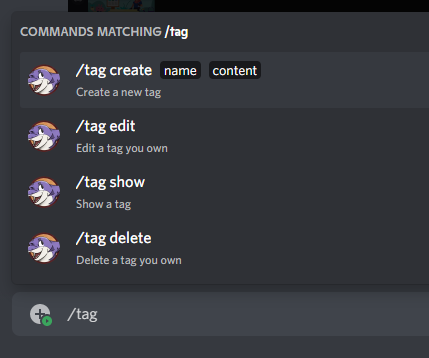 COMMANDS MATCHING /tag
/tag create name content
Create a new tag
/tag edit
Edit a tag you own
/tag show
Show a tag
/tag delete
Delete a tag you own
/tag